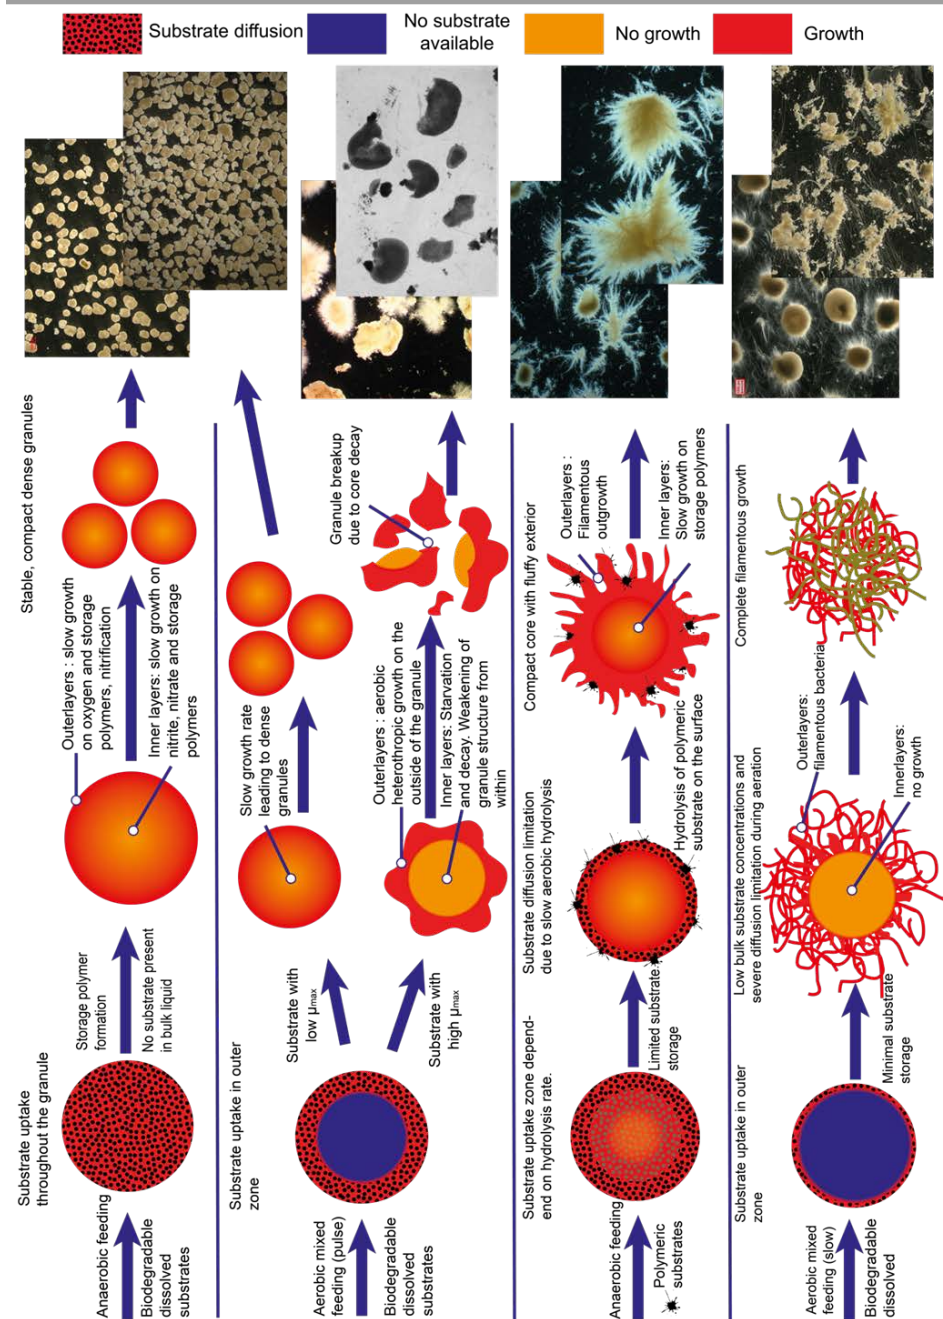 Substrate diffusion
No substrate
available
No growth
Growth
Anaerobic feeding
Biodegradable
dissolved
substrates
Substrate uptake
throughout the granule
Storage polymer
formation
No substrate present
in bulk liquid
Outerlayers : slow growth
on oxygen and storage
polymers, nitrification
Inner layers: slow growth on
nitrite, nitrate and storage
polymers
Stable, compact dense granules
Aerobic mixed
feeding (pulse)
Biodegradable
dissolved
substrates
Substrate uptake in outer
zone
Substrate with
low μmax
Substrate with
high μmax
Slow growth rate
leading to dense
granules
Outerlayers : aerobic
heterothropic growth on the
outside of the granule
Inner layers: Starvation
and decay. Weakening of
granule structure from
within
Granule breakup
due to core decay
Anaerobic feeding
Polymeric
substrates
Substrate uptake zone depend-
end on hydrolysis rate.
Limited substrate
storage
Substrate diffusion limitation
due to slow aerobic hydrolysis
Hydrolysis of polymeric
substrate on the surface
Compact core with fluffy exterior
Outerlayers :
Filamentous
outgrowth
Inner layers:
Slow growth on
storage polymers
Aerobic mixed
feeding (slow)
Biodegradable
dissolved
Substrate uptake in outer
zone
Minimal substrate
storage
Low bulk substrate concentrations and
severe diffusion limitation during aeration
Outerlayers:
filamentous bacteria
Innerlayers:
no growth
Complete filamentous growth